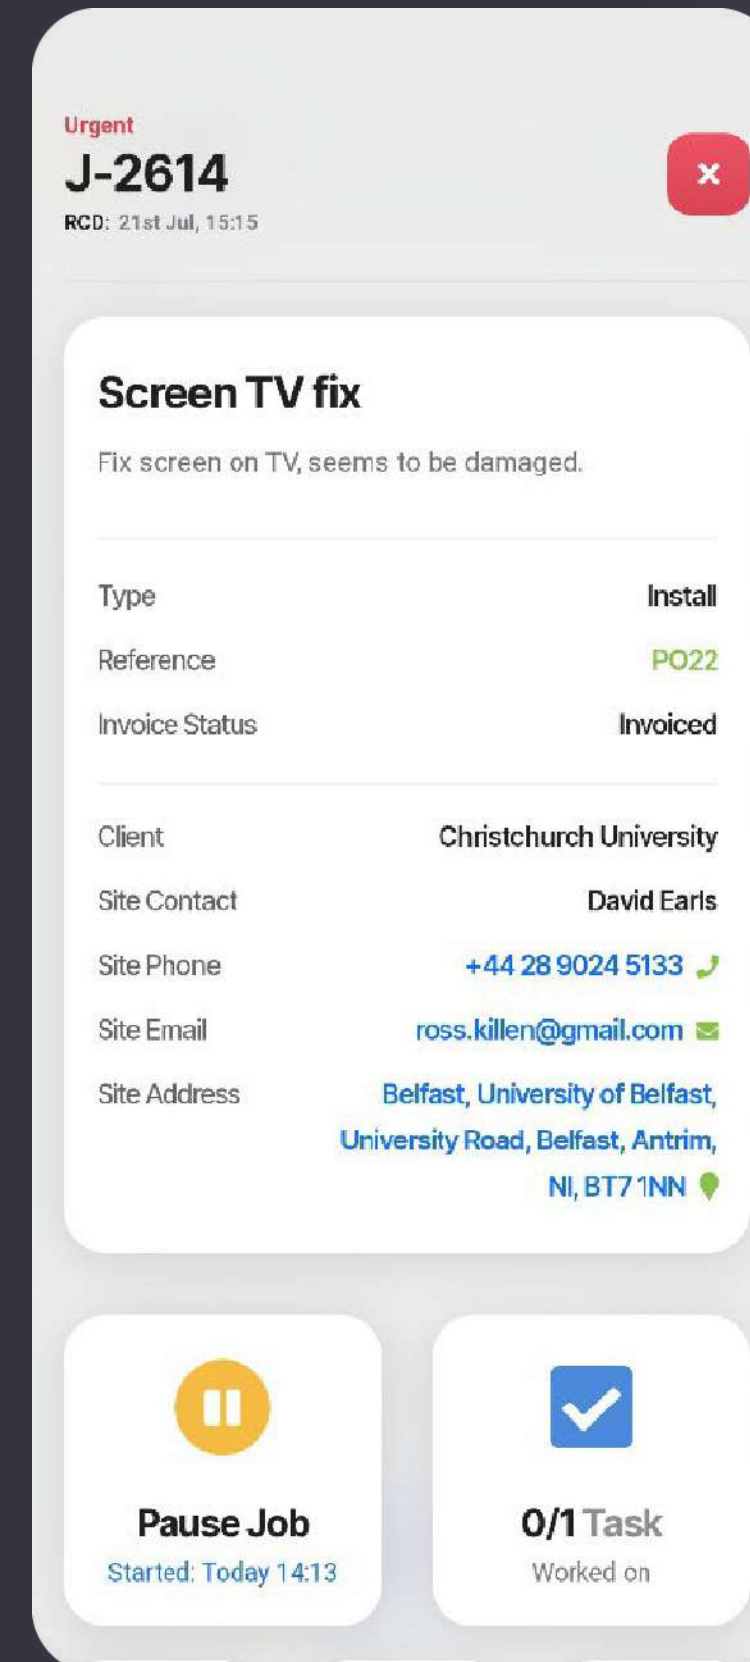 Urgent
J-2614
RCD: 21st Jul, 15:15
Screen TV fix
Fix screen on TV, seems to be damaged.
Type Install
Reference PO22
Invoice Status Invoiced
Client Christchurch University
Site Contact David Earls
Site Phone +44 28 9024 5133
Site Email ross.killen@gmail.com
Site Address Belfast, University of Belfast,
University Road, Belfast, Antrim,
NI, BT7 1NN
Pause Job
Started: Today 14:13
0/1 Task
Worked on